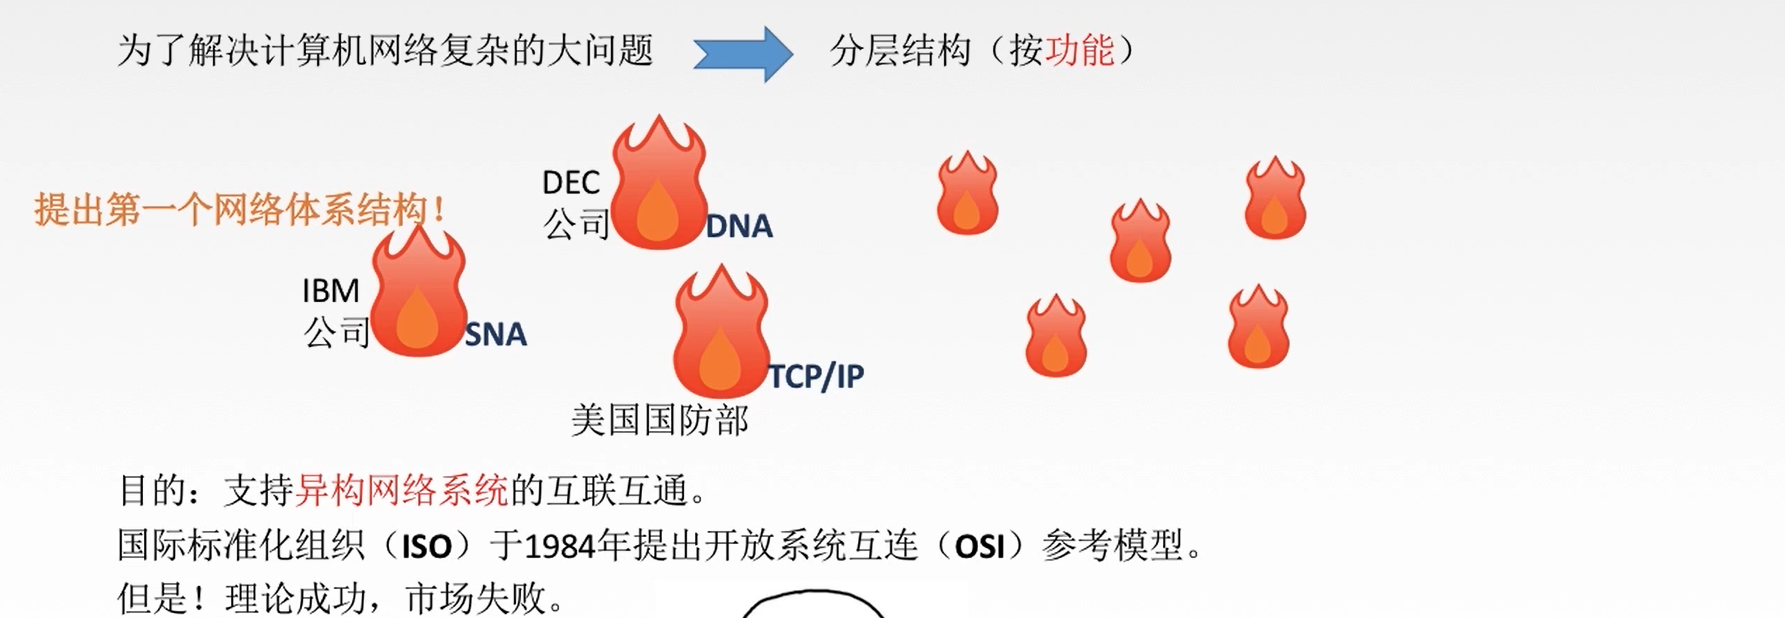 为了解决计算机网络复杂的大问题 分层结构（按功能）
提出第一个网络体系结构！
DEC
公司
DNA
IBM
公司
SNA
TCP/IP
美国国防部
目的：支持异构网络系统的互联互通。
国际标准化组织（ISO）于1984年提出开放系统互连（OSI）参考模型。
但是！理论成功，市场失败。